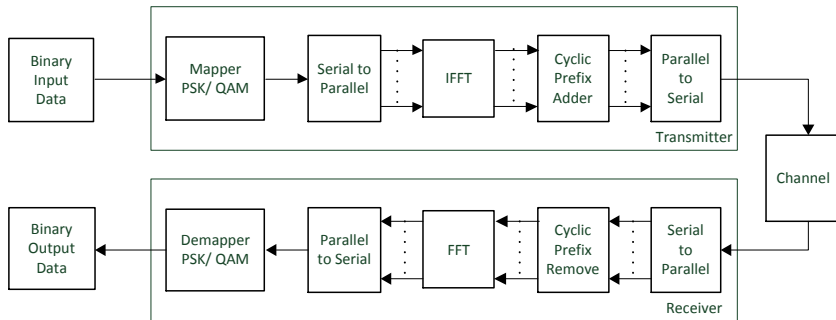 Binary
Input
Data
Mapper
PSK/ QAM
Serial to
Parallel
IFFT
Cyclic
Prefix
Adder
Parallel
to
Serial
Transmitter
Channel
Binary
Output
Data
Demapper
PSK/ QAM
Parallel
to Serial
FFT
Cyclic
Prefix
Remove
Serial
to
Parallel
Receiver